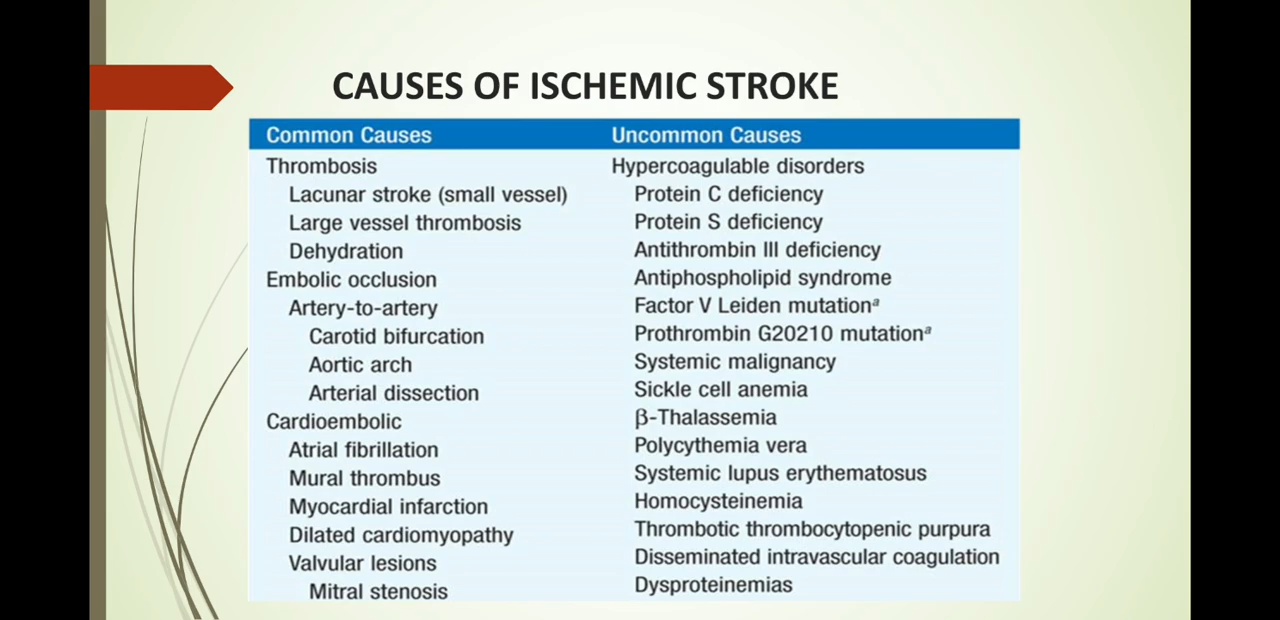 CAUSES OF ISCHEMIC STROKE
Common Causes
Thrombosis
Lacunar stroke (small vessel)
Large vessel thrombosis
Dehydration
Embolic occlusion
Artery-to-artery
Carotid bifurcation
Aortic arch
Arterial dissection
Cardioembolic
Atrial fibrillation
Mural thrombus
Myocardial infarction
Dilated cardiomyopathy
Valvular lesions
Mitral stenosis
Uncommon Causes
Hypercoagulable disorders
Protein C deficiency
Protein S deficiency
Antithrombin III deficiency
Antiphospholipid syndrome
Factor V Leiden mutationᵃ
Prothrombin G20210 mutationᵃ
Systemic malignancy
Sickle cell anemia
β-Thalassemia
Polycythemia vera
Systemic lupus erythematosus
Homocysteinemia
Thrombotic thrombocytopenic purpura
Disseminated intravascular coagulation
Dysproteinemias